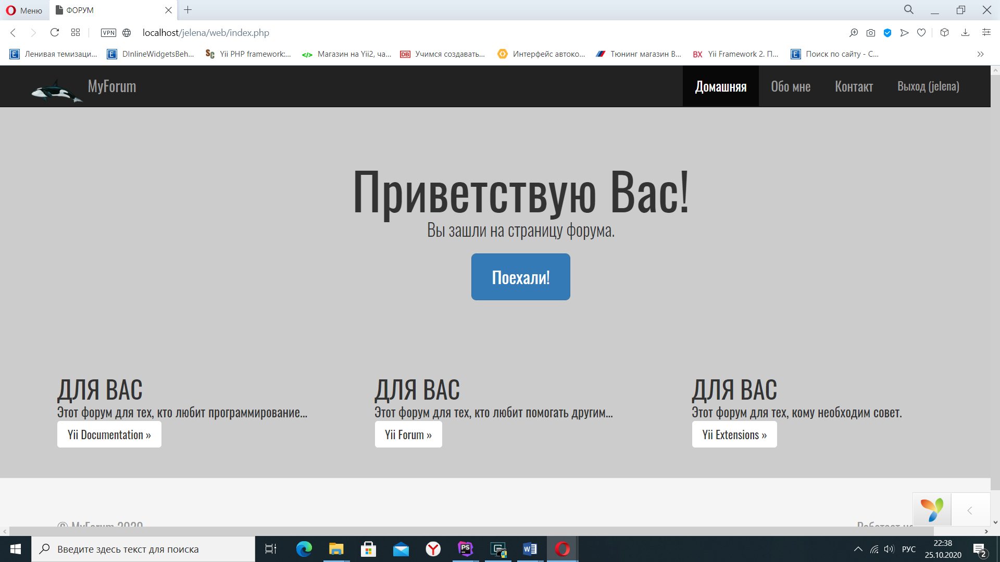 Меню
ФОРУМ
VPN
localhost/jelena/web/index.php
Ленивая темизаци...
DInlineWidgetsBeh...
Yii PHP framework:...
Магазин на Yii2, ча...
DB Учимся создавать...
Интерфейс автоко...
Тюнинг магазин В...
BX Yii Framework 2. П...
Поиск по сайту - С...
MyForum
Домашняя
Обо мне
Контакт
Выход (jelena)
Приветствую Вас!
Вы зашли на страницу форума.
Поехали!
ДЛЯ ВАС
Этот форум для тех, кто любит программирование...
Yii Documentation »
ДЛЯ ВАС
Этот форум для тех, кто любит помогать другим...
Yii Forum »
ДЛЯ ВАС
Этот форум для тех, кому необходим совет.
Yii Extensions »
© MyForum 2020
Работает на
Введите здесь текст для поиска
РУС
22:38
25.10.2020
2